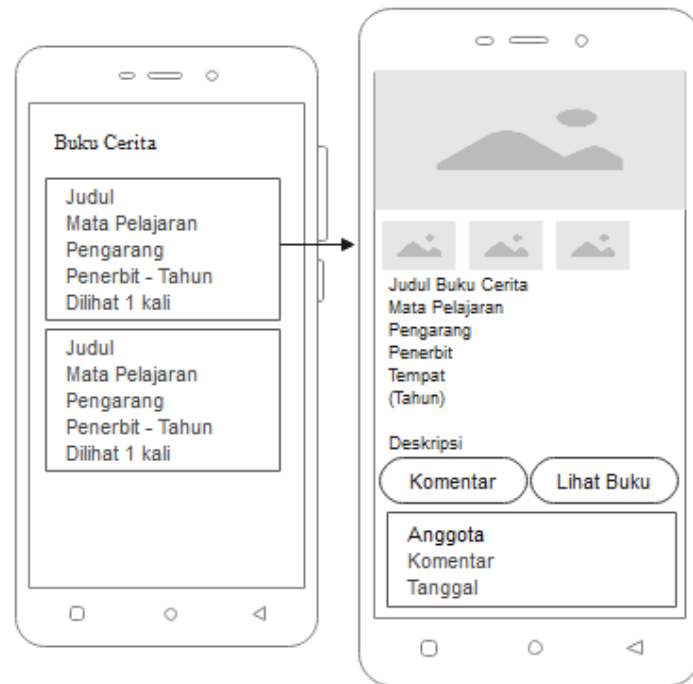 Buku Cerita
Judul
Mata Pelajaran
Pengarang
Penerbit - Tahun
Dilihat 1 kali
Judul
Mata Pelajaran
Pengarang
Penerbit - Tahun
Dilihat 1 kali
Judul Buku Cerita
Mata Pelajaran
Pengarang
Penerbit
Tempat
(Tahun)
Deskripsi
Komentar
Lihat Buku
Anggota
Komentar
Tanggal